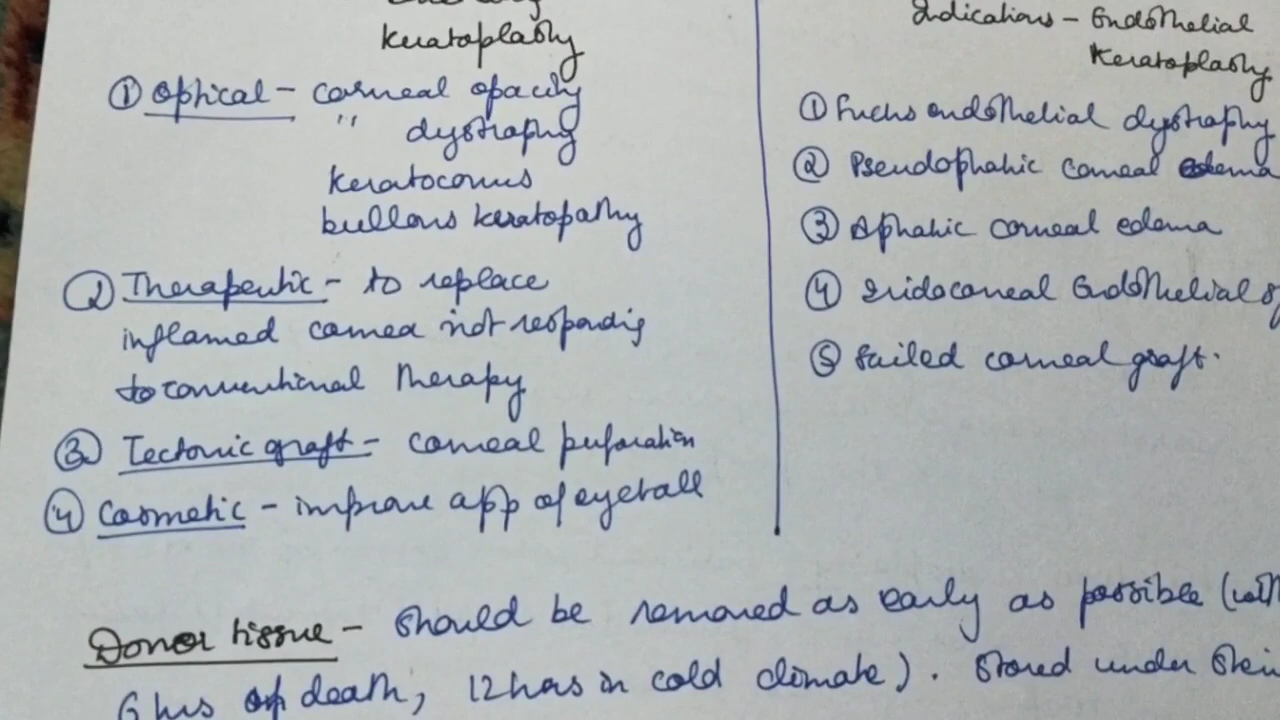 keratoplasty
① Optical - corneal opacity
" dystrophy
keratoconus
bullous keratopathy
② Therapeutic - to replace
inflamed cornea not respondig
to conventional therapy
③ Tectonic graft - corneal perforation
④ Cosmetic - improve app of eyeball
Indications - Endothelial
Keratoplasty
① Fuchs endothelial dystrophy
② Pseudophakic corneal edema
③ Aphakic corneal edema
④ Iridocorneal Endothelial
⑤ Failed corneal graft.
Donor tissue - Should be removed as early as possible
6 hrs of death, 12 hrs in cold climate). Stored under